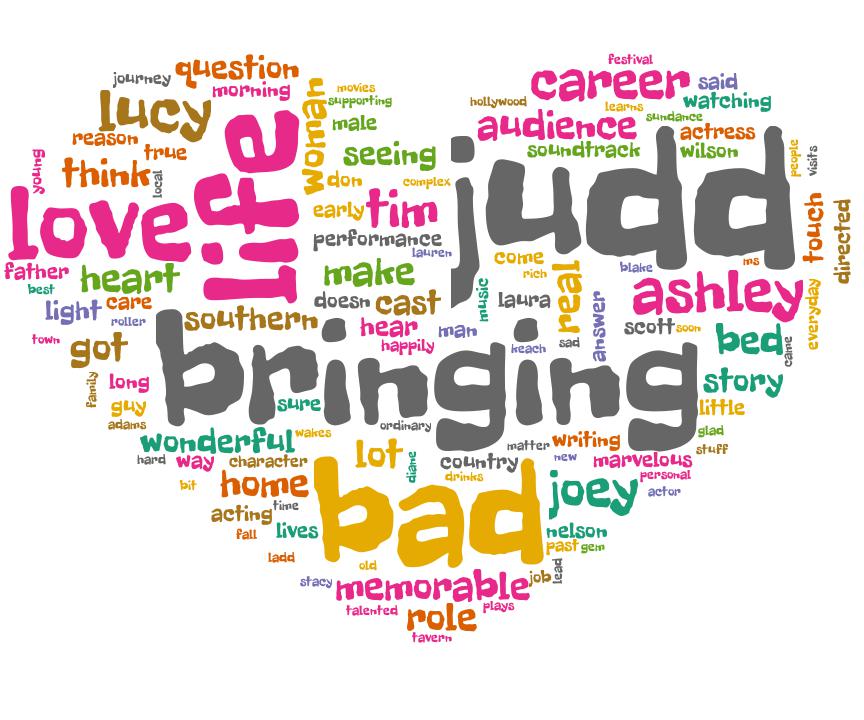 festival
question
career
said
journey
morning
movies
hollywood
learns
watching
lucy
woman
supporting
sundance
male
audience
actress
reason
true
seeing
soundtrack
wilson
people
visits
young
think
local
life
don
complex
judd
love
early
tim
touch
directed
performance
lauren
father
heart
make
come
rich
blake
ms
best
light
care
roller
southern
doesn
cast
music
laura
real
answer
ashley
everyday
hear
man
happily
keach
sad
scott
soon
bed
came
town
got
bringing
family
long
story
guy
sure
little
adams
ordinary
glad
wonderful
wakes
lot
diane
country
matter
writing
new
marvelous
stuff
hard
way
character
drinks
personal
bit
home
bad
joey
actor
acting
time
fall
lives
nelson
past
gem
ladd
old
stacy
memorable
job
lead
talented
role
plays
tavern